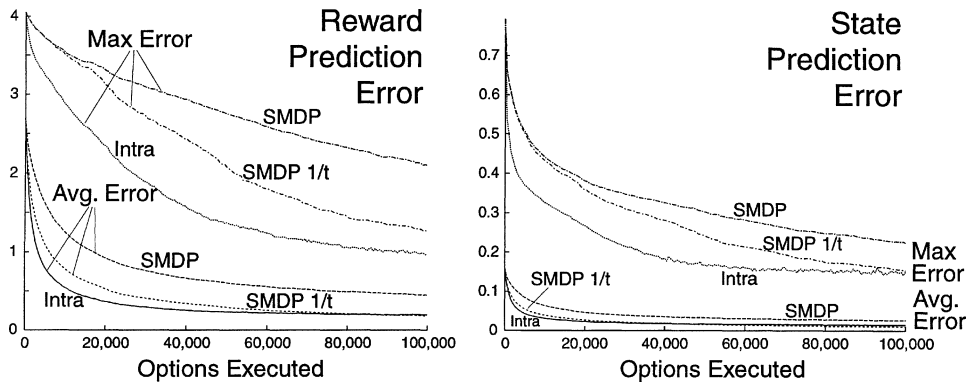 Reward
Prediction
Error
Max Error
SMDP
Intra
SMDP 1/t
Avg. Error
SMDP
Intra
SMDP 1/t
4
3
2
1
0
0 20,000 40,000 60,000 80,000 100,000
Options Executed
State
Prediction
Error
SMDP
SMDP 1/t
Intra
Max
Error
SMDP 1/t
SMDP
Intra
Avg.
Error
0.7
0.6
0.5
0.4
0.3
0.2
0.1
0
0 20,000 40,000 60,000 80,000 100,000
Options Executed